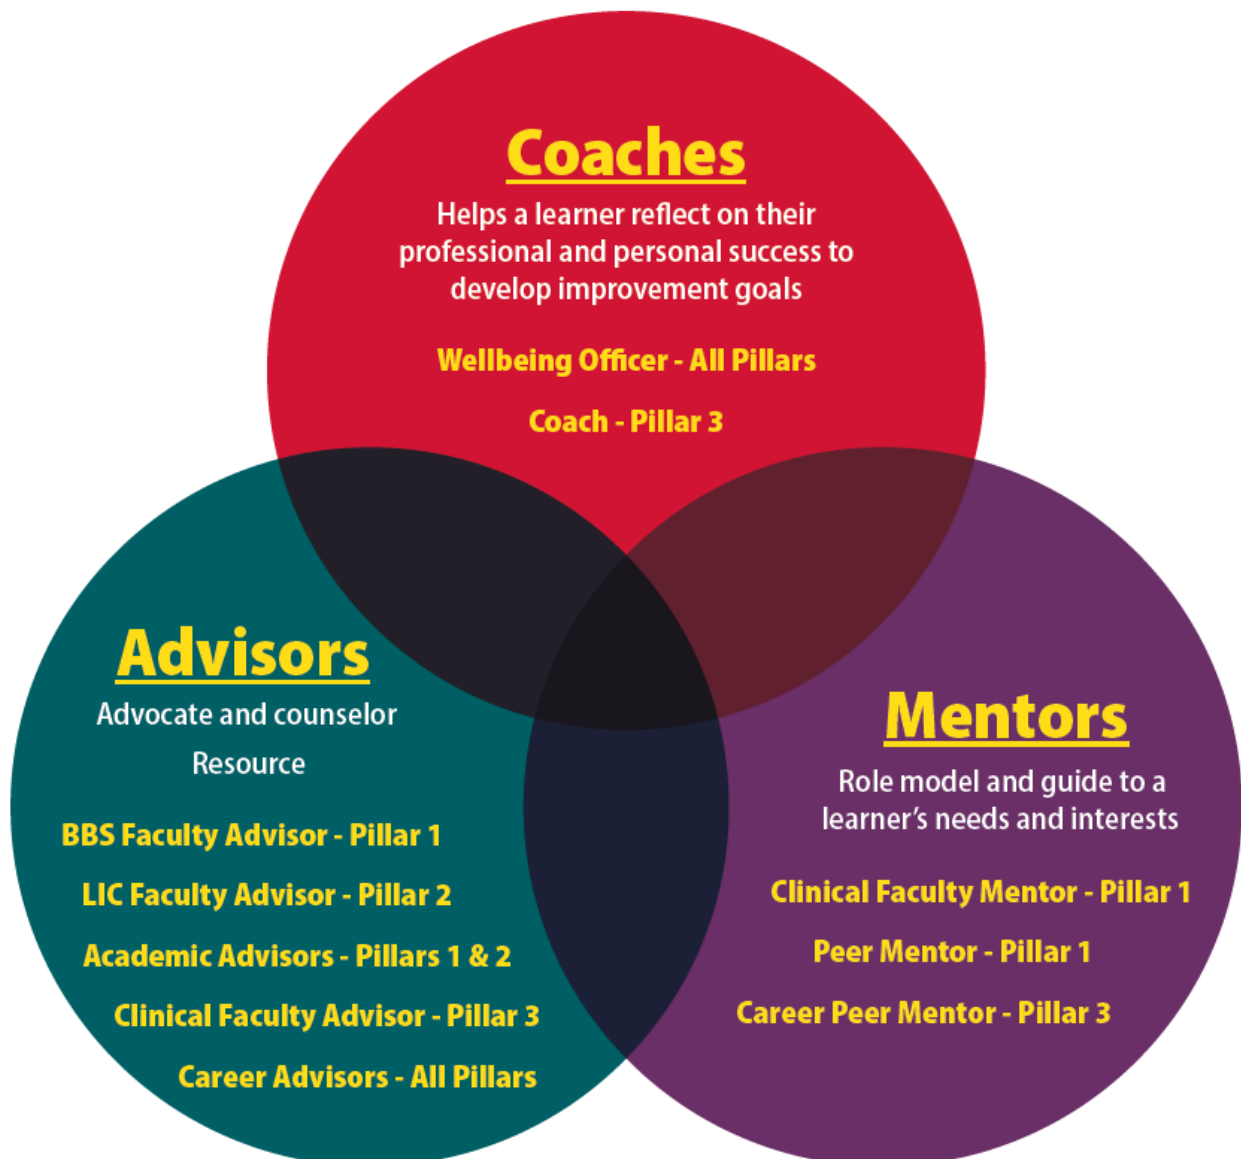 Coaches
Helps a learner reflect on their
professional and personal success to
develop improvement goals
Wellbeing Officer - All Pillars
Coach - Pillar 3
Advisors
Advocate and counselor
Resource
BBS Faculty Advisor - Pillar 1
LIC Faculty Advisor - Pillar 2
Academic Advisors - Pillars 1 & 2
Clinical Faculty Advisor - Pillar 3
Career Advisors - All Pillars
Mentors
Role model and guide to a
learner’s needs and interests
Clinical Faculty Mentor - Pillar 1
Peer Mentor - Pillar 1
Career Peer Mentor - Pillar 3